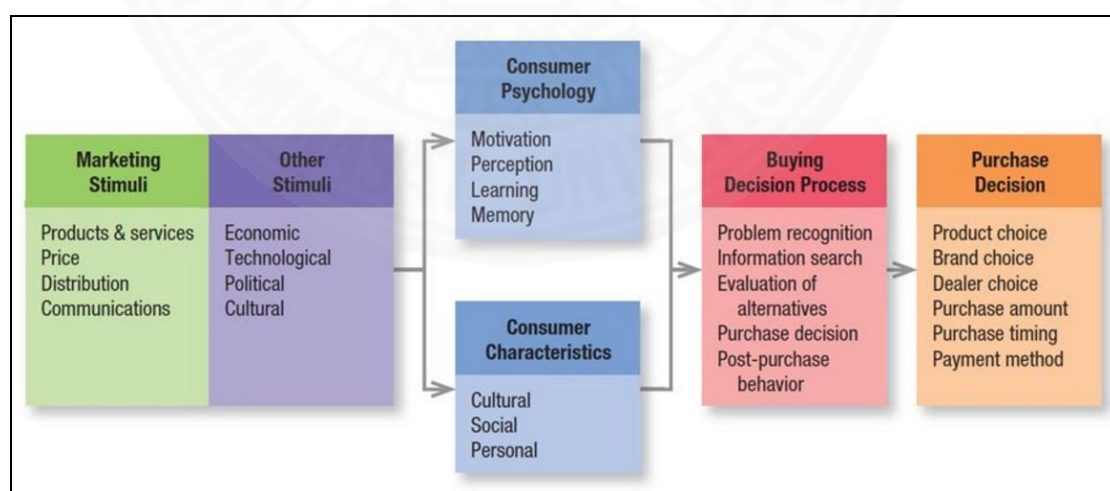 Marketing
Stimuli
Products & services
Price
Distribution
Communications
Other
Stimuli
Economic
Technological
Political
Cultural
Consumer
Psychology
Motivation
Perception
Learning
Memory
Consumer
Characteristics
Cultural
Social
Personal
Buying
Decision Process
Problem recognition
Information search
Evaluation of
alternatives
Purchase decision
Post-purchase
behavior
Purchase
Decision
Product choice
Brand choice
Dealer choice
Purchase amount
Purchase timing
Payment method